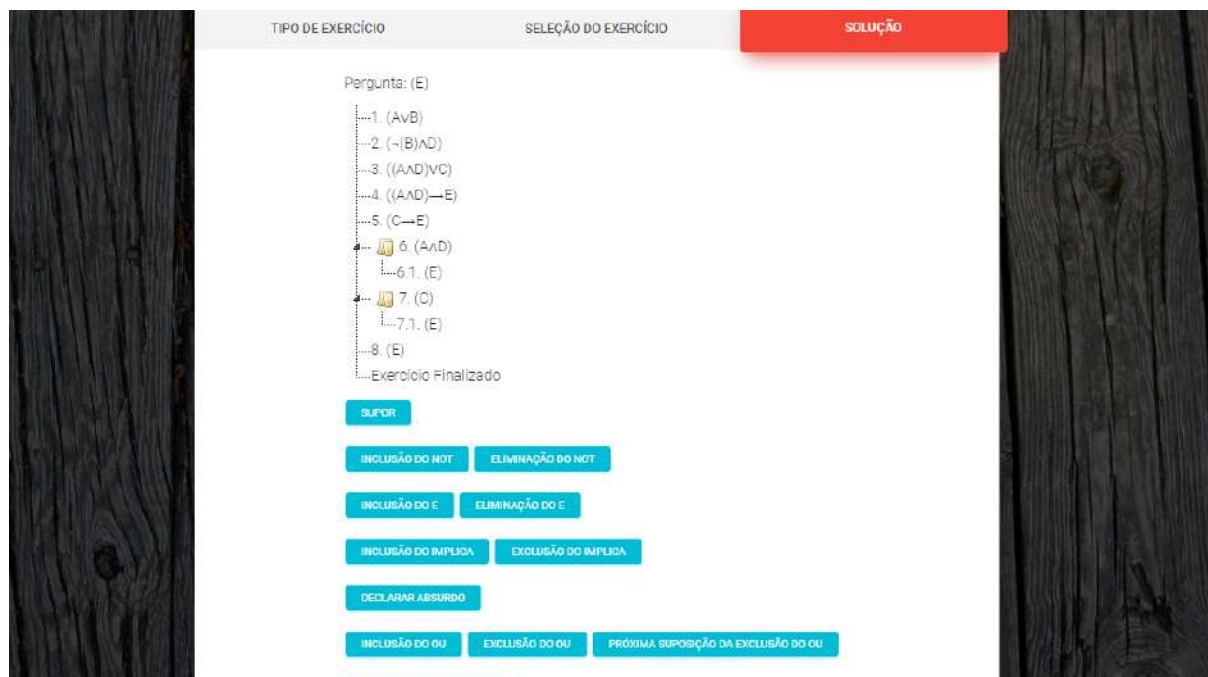 TIPO DE EXERCÍCIO SELEÇÃO DO EXERCÍCIO SOLUÇÃO
Pergunta: (E)
1. (A∨B)
2. (¬(B)∧D)
3. ((A∧D)∨C)
4. ((A∧D)→E)
5. (C→E)
6. (A∧D)
6.1. (E)
7. (C)
7.1. (E)
8. (E)
Exercício Finalizado
SUPOR
INCLUSÃO DO NOT ELIMINAÇÃO DO NOT
INCLUSÃO DO E ELIMINAÇÃO DO E
INCLUSÃO DO IMPLICA EXCLUSÃO DO IMPLICA
DECLARAR ABSURDO
INCLUSÃO DO OU EXCLUSÃO DO OU PRÓXIMA SUPOSIÇÃO DA EXCLUSÃO DO OU